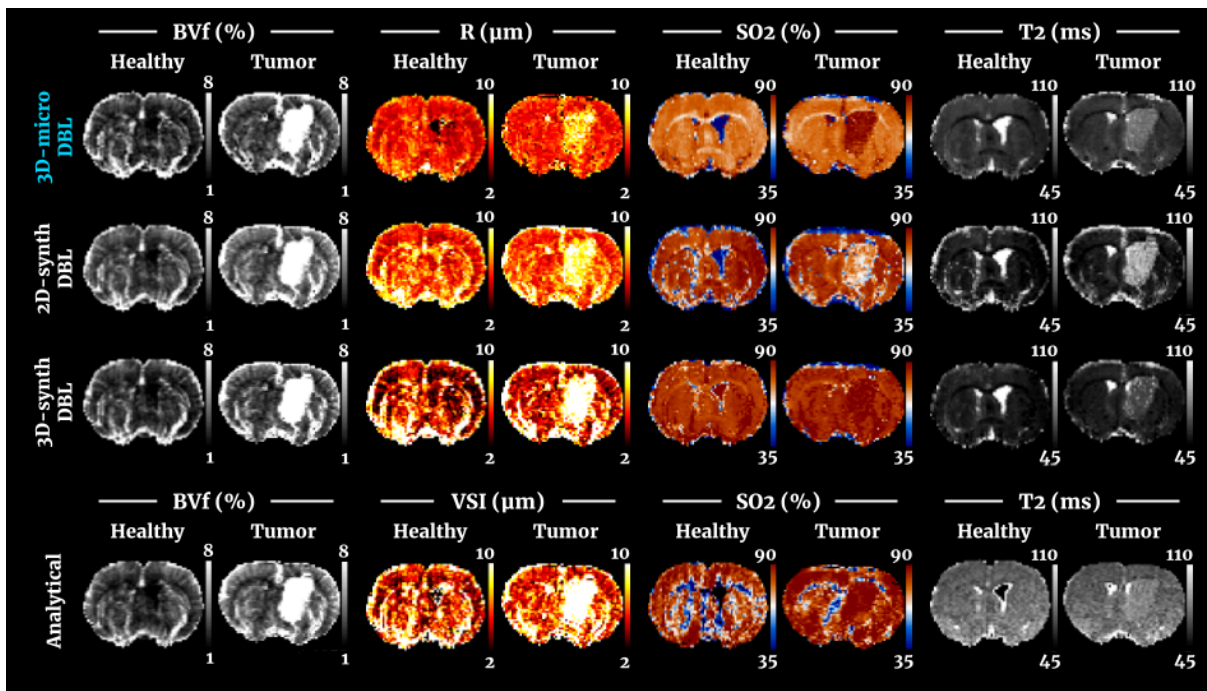 BVf (%) R (µm) SO2 (%) T2 (ms)
Healthy Tumor Healthy Tumor Healthy Tumor Healthy Tumor
8 8 10 10 90 90 110 110
3D-micro
DBL
1 1 2 2 35 35 45 45
8 8 10 10 90 90 110 110
2D-synth
DBL
1 1 2 2 35 35 45 45
8 8 10 10 90 90 110 110
3D-synth
DBL
1 1 2 2 35 35 45 45
BVf (%) VSI (µm) SO2 (%) T2 (ms)
Healthy Tumor Healthy Tumor Healthy Tumor Healthy Tumor
8 8 10 10 90 90 110 110
Analytical
1 1 2 2 35 35 45 45